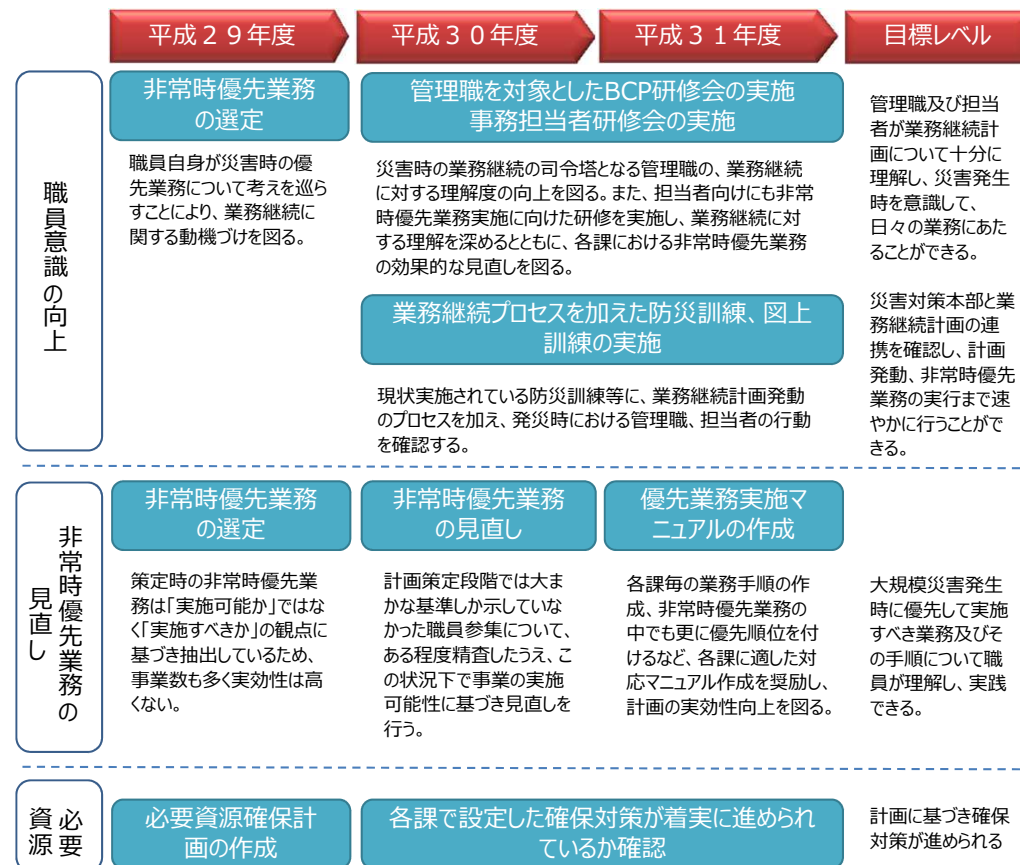 平成２９年度
平成３０年度
平成３１年度
目標レベル
職員意識の向上
非常時優先業務
の選定
職員自身が災害時の優
先業務について考えを巡ら
すことにより、業務継続に
関する動機づけを図る。
管理職を対象としたBCP研修会の実施
事務担当者研修会の実施
災害時の業務継続の司令塔となる管理職の、業務継続
に対する理解度の向上を図る。また、担当者向けにも非常
時優先業務実施に向けた研修を実施し、業務継続に対
する理解を深めるとともに、各課における非常時優先業務
の効果的な見直しを図る。
管理職及び担当
者が業務継続計
画について十分に
理解し、災害発生
時を意識して、
日々の業務にあた
ることができる。
業務継続プロセスを加えた防災訓練、図上
訓練の実施
現状実施されている防災訓練等に、業務継続計画発動
のプロセスを加え、発災時における管理職、担当者の行動
を確認する。
災害対策本部と業
務継続計画の連
携を確認し、計画
発動、非常時優先
業務の実行まで速
やかに行うことがで
きる。
非常時優先業務の
見直し
非常時優先業務
の選定
策定時の非常時優先業
務は「実施可能か」ではな
く「実施すべきか」の観点に
基づき抽出しているため、
事業数も多く実効性は高
くない。
非常時優先業務
の見直し
計画策定段階では大ま
かな基準しか示していな
かった職員参集について、
ある程度精査したうえ、こ
の状況下で事業の実施
可能性に基づき見直しを
行う。
優先業務実施マ
ニュアルの作成
各課毎の業務手順の作
成、非常時優先業務の
中でも更に優先順位を付
けるなど、各課に適した対
応マニュアル作成を奨励し、
計画の実効性向上を図る。
大規模災害発生
時に優先して実施
すべき業務及びそ
の手順について職
員が理解し、実践
できる。
必要
資源
必要資源確保計
画の作成
各課で設定した確保対策が着実に進められ
ているか確認
計画に基づき確保
対策が進められる